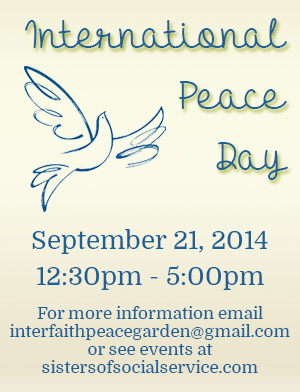 International
Peace
Day
September 21, 2014
12:30pm - 5:00pm
For more information email
interfaithpeacegarden@gmail.com
or see events at
sistersofsocialservice.com